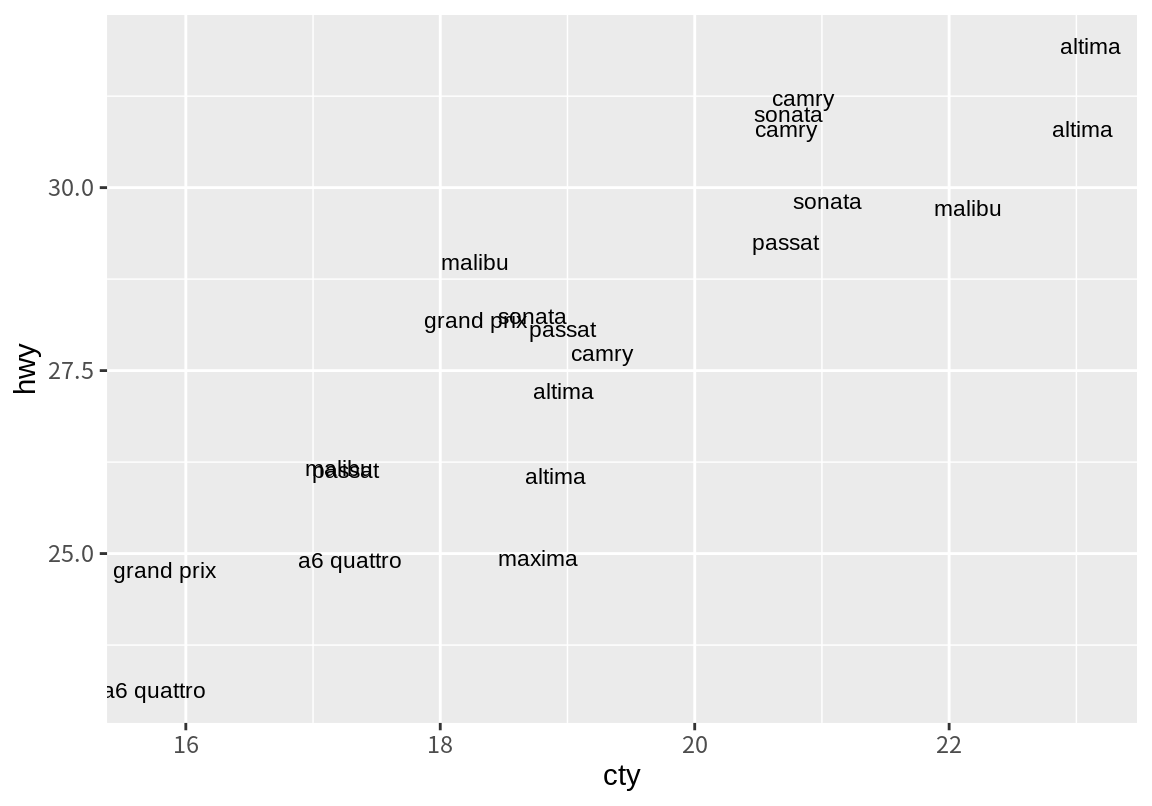 altima
camry
sonata
camry
altima
30.0
sonata
malibu
passat
malibu
grand prix
sonata
passat
camry
27.5
altima
hwy
malibu
passat
altima
25.0
a6 quattro
maxima
grand prix
a6 quattro
16 18 20 22
cty